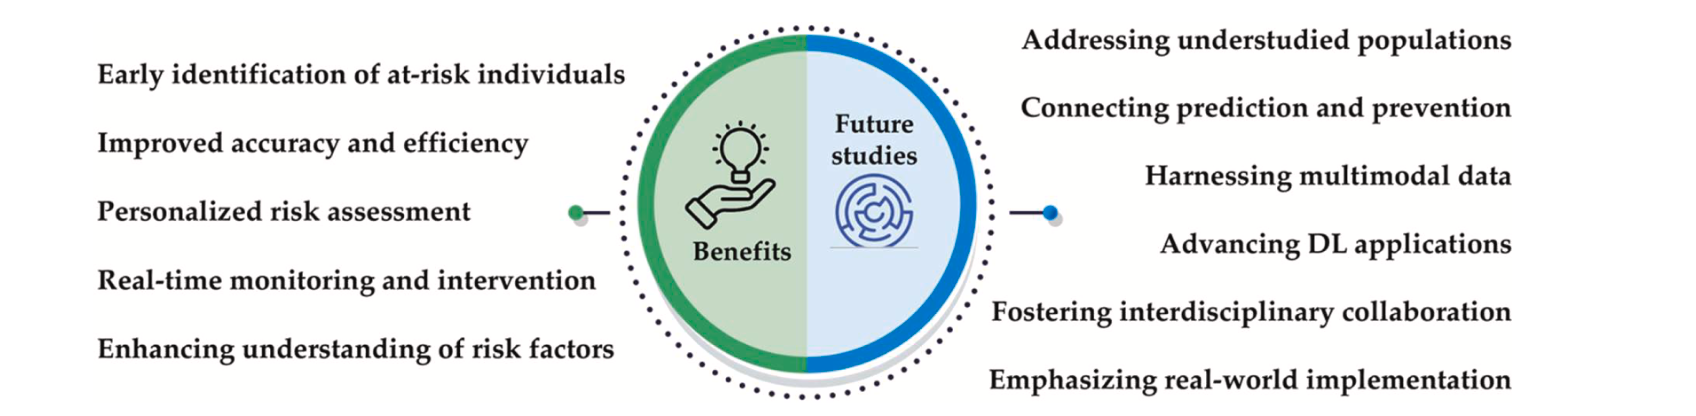 Early identification of at-risk individuals
Improved accuracy and efficiency
Personalized risk assessment
Real-time monitoring and intervention
Enhancing understanding of risk factors
Benefits
Future
studies
Addressing understudied populations
Connecting prediction and prevention
Harnessing multimodal data
Advancing DL applications
Fostering interdisciplinary collaboration
Emphasizing real-world implementation